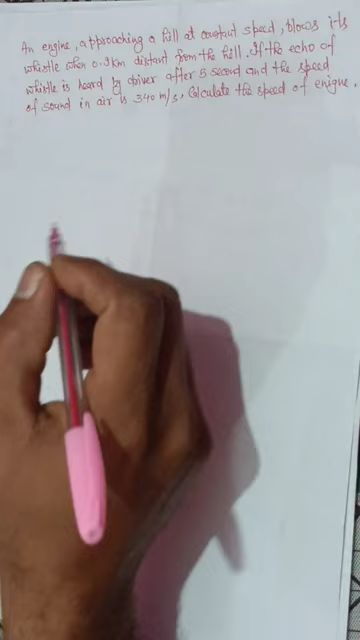 An engine, approaching a hill at constant speed, blows its
whistle when 0.9km distant from the hill. If the echo of
whistle is heard by driver after 5 second and the speed
of sound in air is 340 m/s, Calculate the speed of enigne.